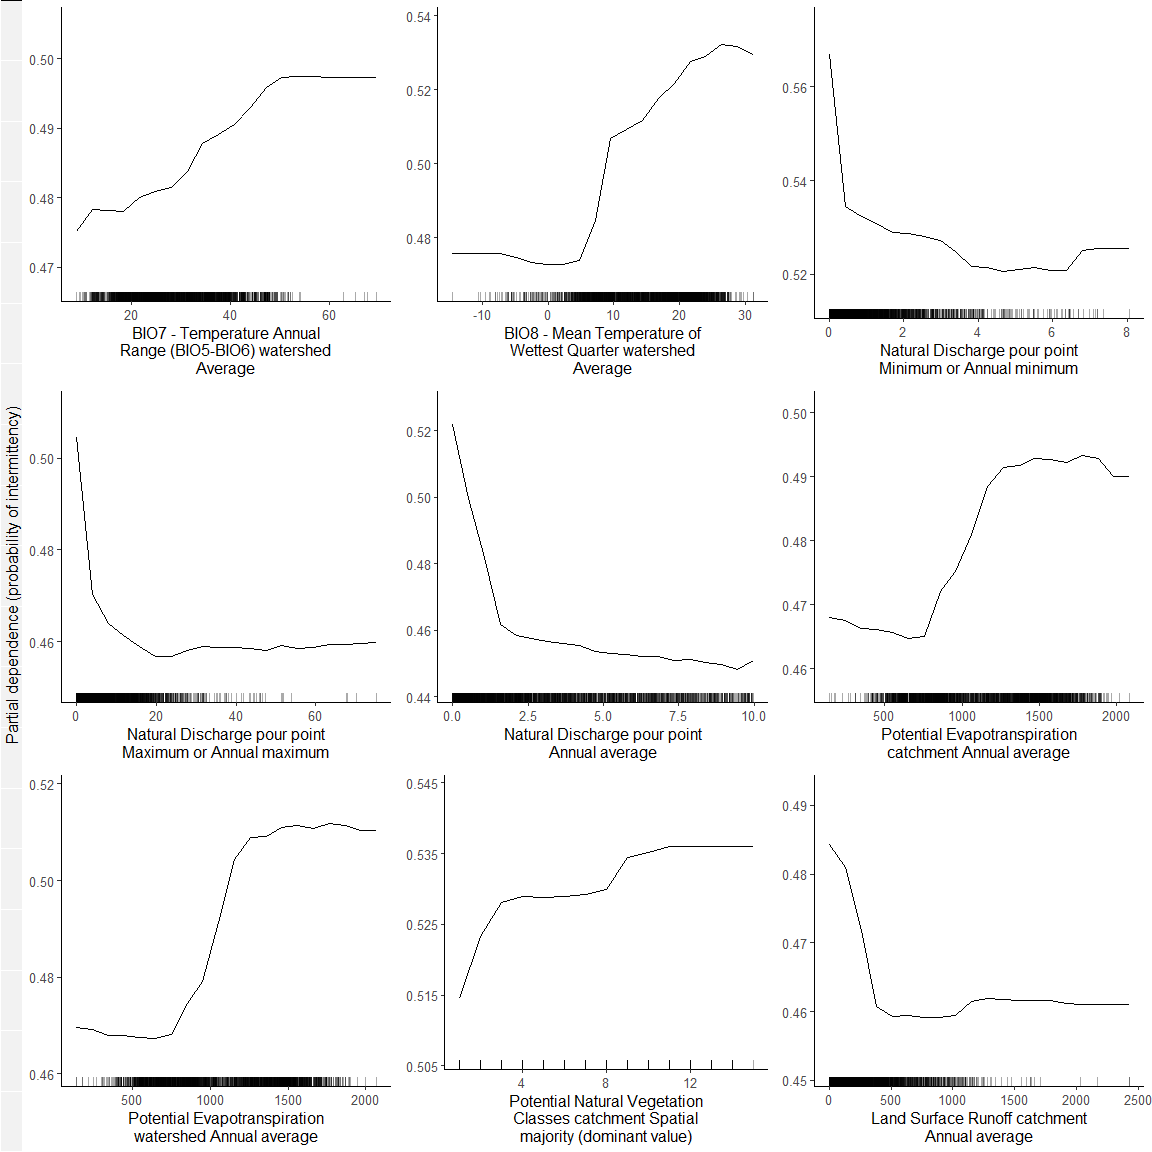 Partial dependence (probability of intermittency)
0.50
0.49
0.48
0.47
20 40 60
BIO7 - Temperature Annual
Range (BIO5-BIO6) watershed
Average
0.54
0.52
0.50
0.48
-10 0 10 20 30
BIO8 - Mean Temperature of
Wettest Quarter watershed
Average
0.56
0.54
0.52
0 2 4 6 8
Natural Discharge pour point
Minimum or Annual minimum
0.50
0.48
0.46
0 20 40 60
Natural Discharge pour point
Maximum or Annual maximum
0.52
0.50
0.48
0.46
0.44
0.0 2.5 5.0 7.5 10.0
Natural Discharge pour point
Annual average
0.50
0.49
0.48
0.47
0.46
500 1000 1500 2000
Potential Evapotranspiration
catchment Annual average
0.52
0.50
0.48
0.46
500 1000 1500 2000
Potential Evapotranspiration
watershed Annual average
0.545
0.535
0.525
0.515
0.505
4 8 12
Potential Natural Vegetation
Classes catchment Spatial
majority (dominant value)
0.49
0.48
0.47
0.46
0.45
0 500 1000 1500 2000 2500
Land Surface Runoff catchment
Annual average